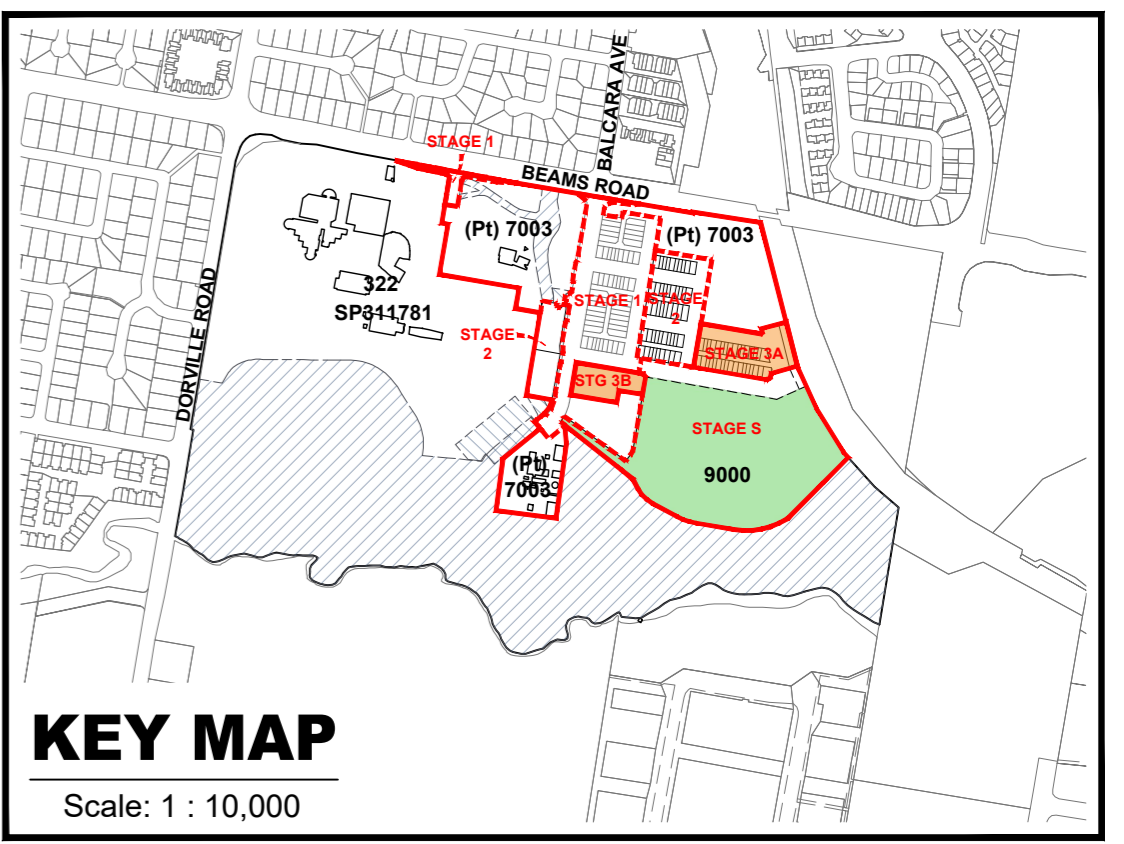 BALCARA AVE
STAGE 1
BEAMS ROAD
(Pt) 7003
(Pt) 7003
322
SP311781
STAGE 1
STAGE
2
STAGE
2
STAGE 3A
DORVILLE ROAD
STG 3B
STAGE S
9000
(Pt)
7003
KEY MAP
Scale: 1 : 10,000